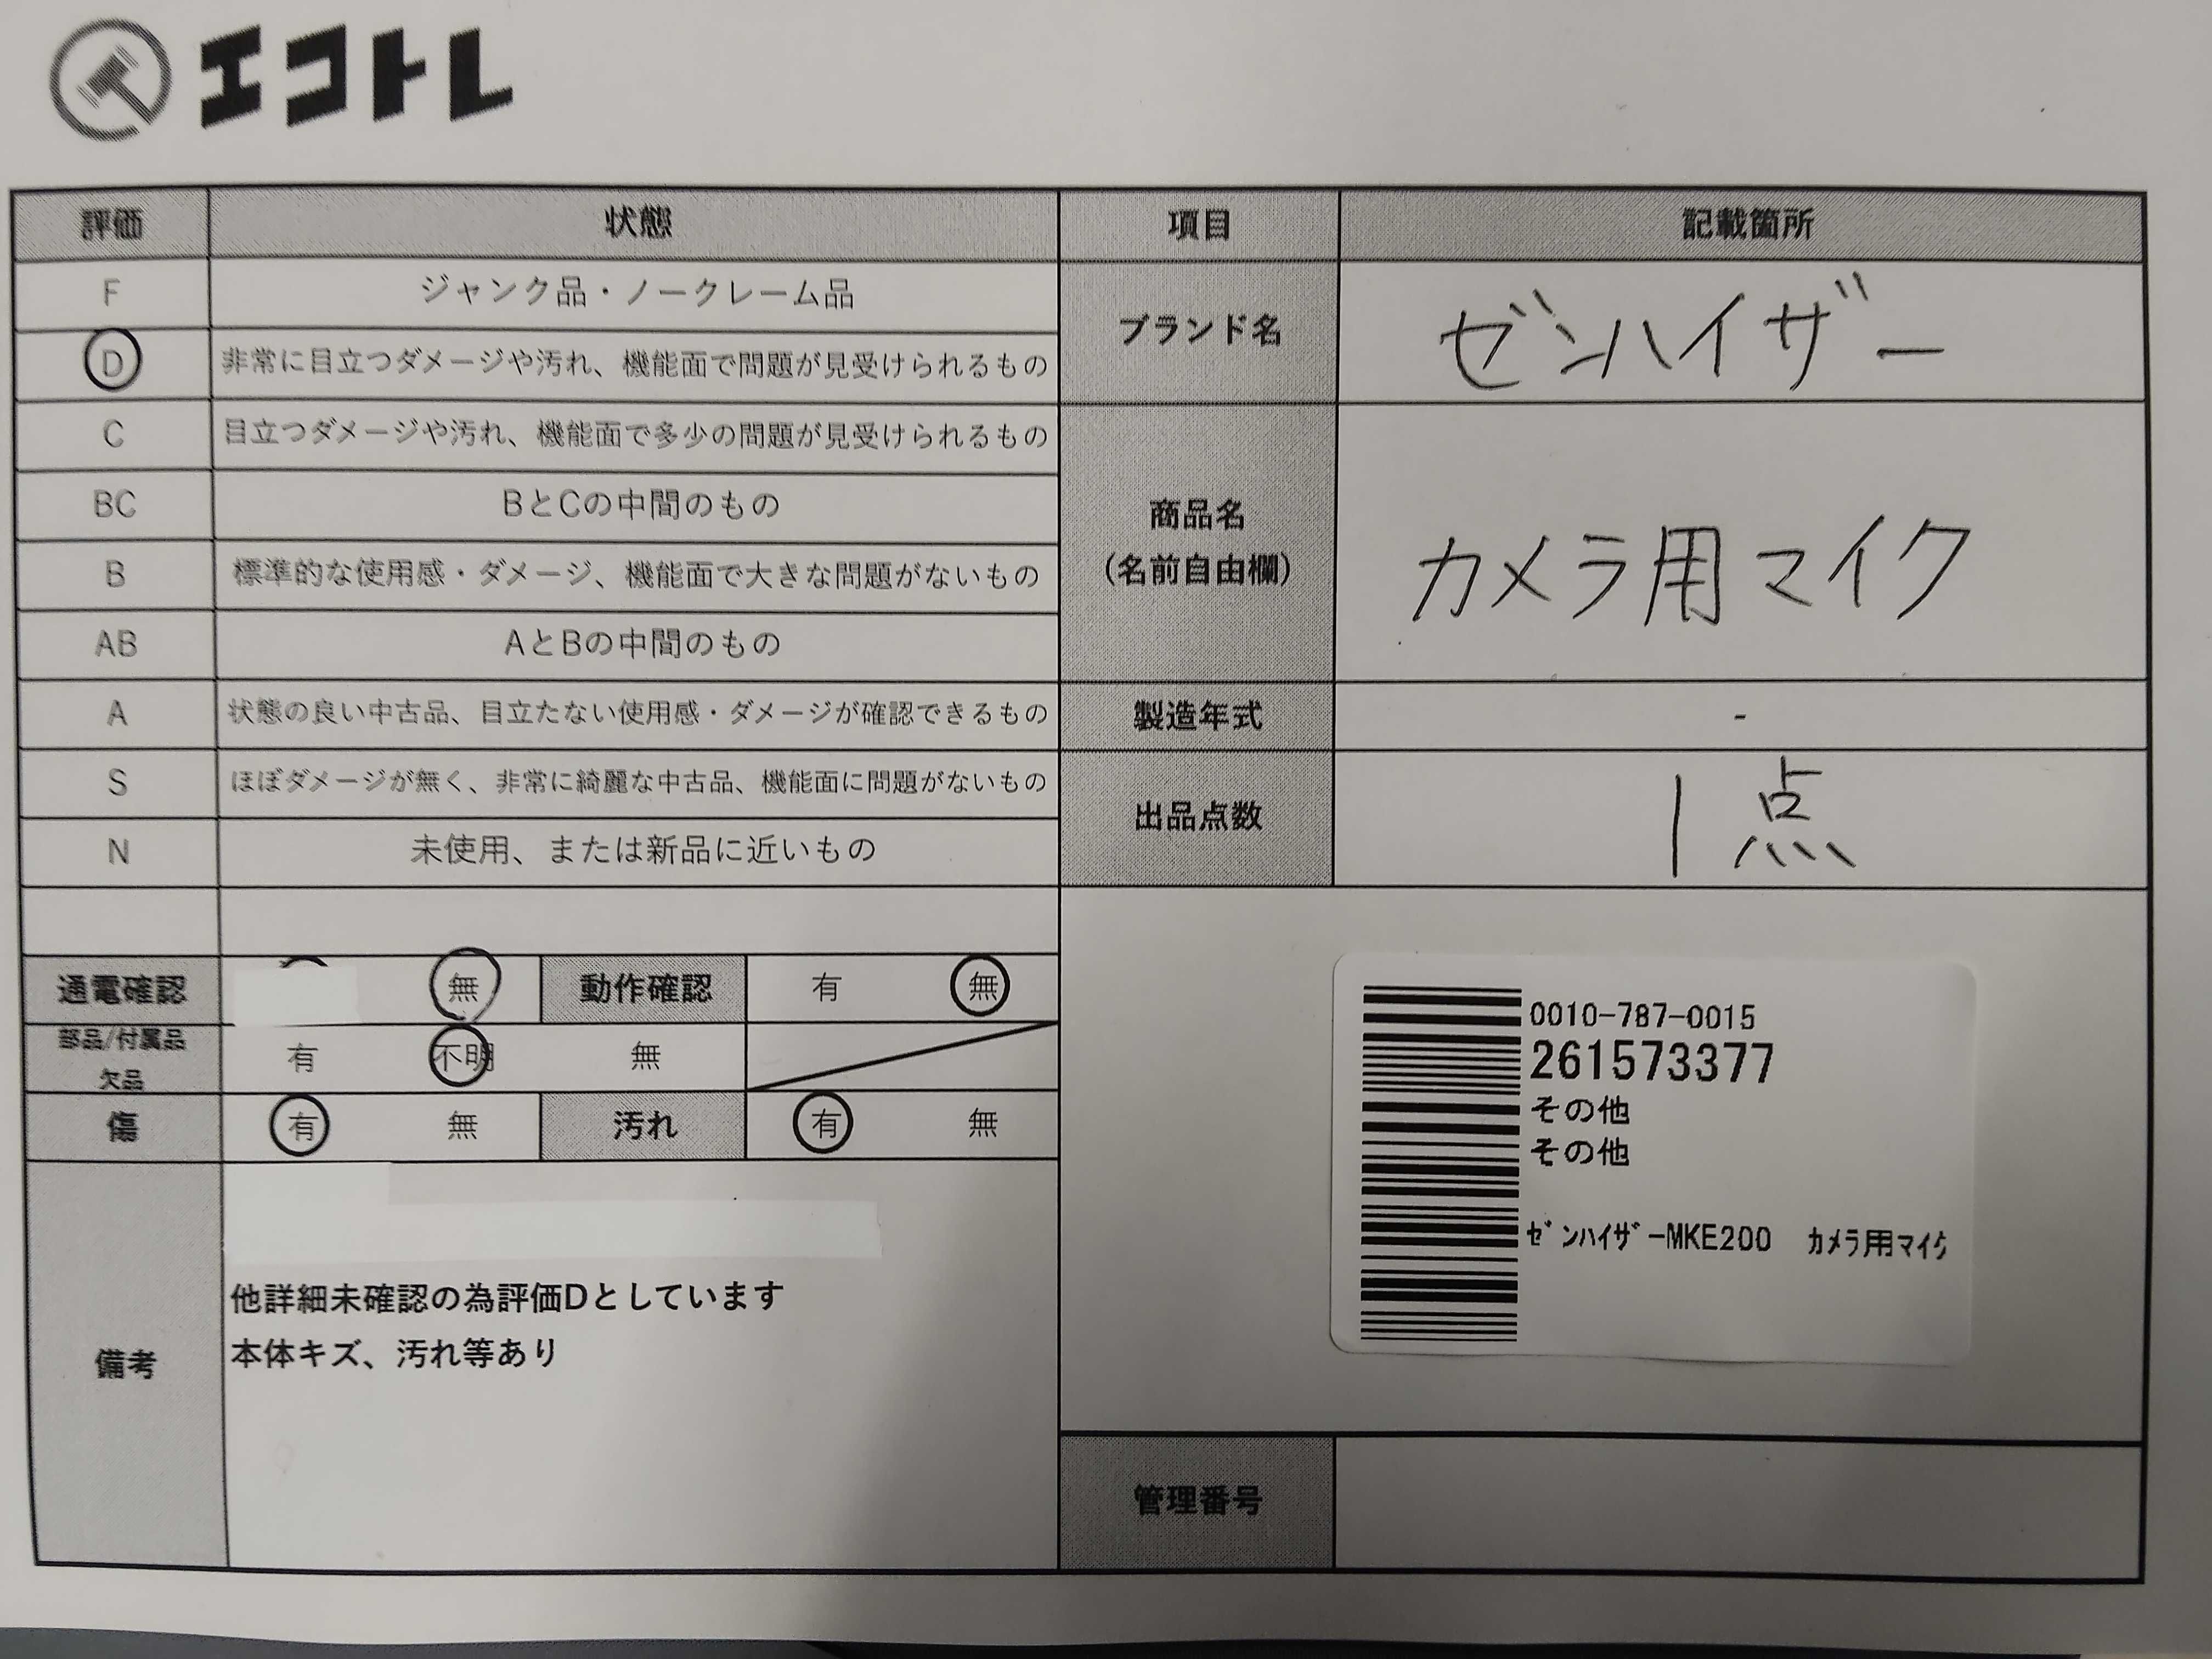 エコトレ
評価 状態 項目 記載箇所
F ジャンク品・ノークレーム品
D 非常に目立つダメージや汚れ、機能面で問題が見受けられるもの
C 目立つダメージや汚れ、機能面で多少の問題が見受けられるもの
BC BとCの中間のもの
B 標準的な使用感・ダメージ、機能面で大きな問題がないもの
AB AとBの中間のもの
A 状態の良い中古品、目立たない使用感・ダメージが確認できるもの
S ほぼダメージが無く、非常に綺麗な中古品、機能面に問題がないもの
N 未使用、または新品に近いもの
ブランド名 ゼンハイザー
商品名
(名前自由欄)
カメラ用マイク
製造年式 -
出品点数 1点
通電確認 無 動作確認 有 無
部品/付属品
欠品
有 不明 無
傷 有 無 汚れ 有 無
備考
他詳細未確認の為評価Dとしています
本体キズ、汚れ等あり
0010-787-0015
261573377
その他
その他
ｾﾞﾝﾊｲｻﾞｰMKE200 ｶﾒﾗ用ﾏｲｸ
管理番号